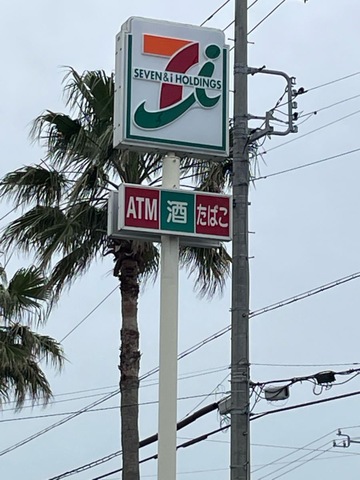 SEVEN & i HOLDINGS
ATM 酒 たばこ